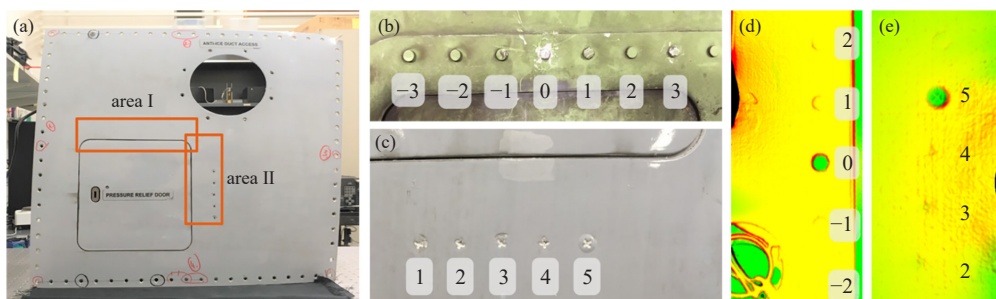 (a)
ANTI-ICE DUCT ACCESS
area I
area II
PRESSURE RELIEF DOOR
(b)
−3 −2 −1 0 1 2 3
(c)
1 2 3 4 5
(d)
2
1
0
−1
−2
(e)
5
4
3
2